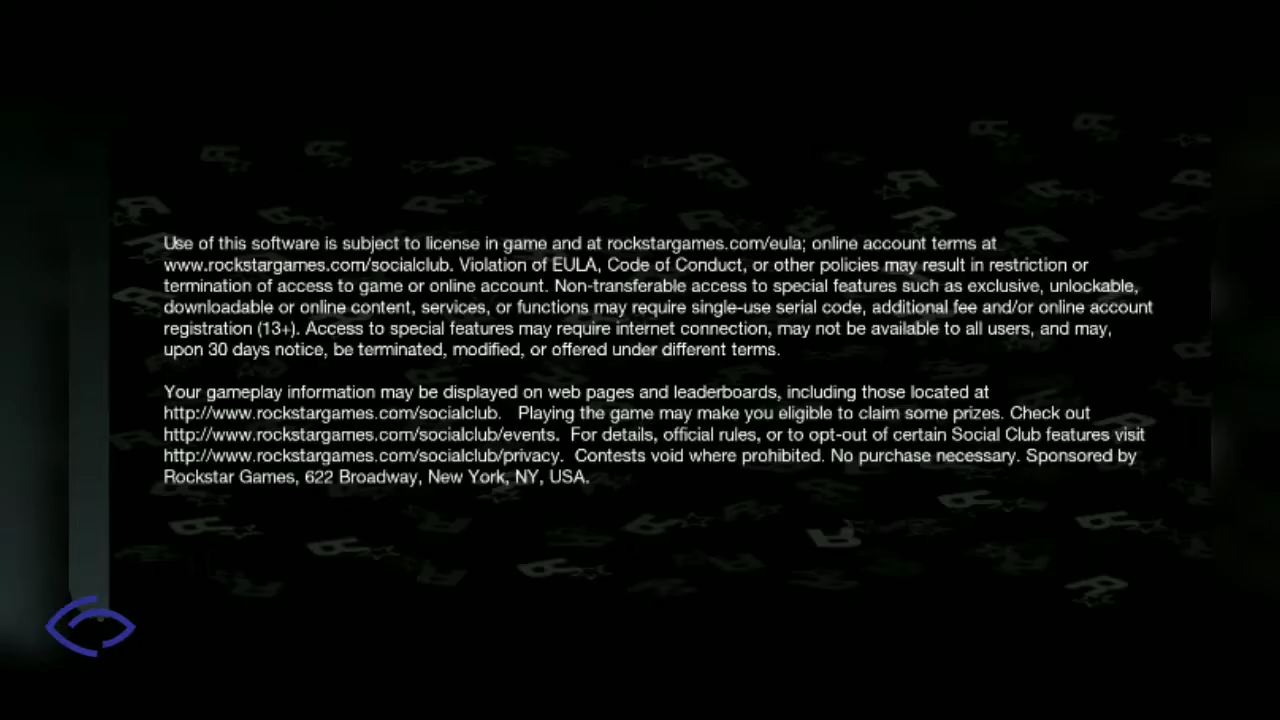 Use of this software is subject to license in game and at rockstargames.com/eula; online account terms at
www.rockstargames.com/socialclub. Violation of EULA, Code of Conduct, or other policies may result in restriction or
termination of access to game or online account. Non-transferable access to special features such as exclusive, unlockable,
downloadable or online content, services, or functions may require single-use serial code, additional fee and/or online account
registration (13+). Access to special features may require internet connection, may not be available to all users, and may,
upon 30 days notice, be terminated, modified, or offered under different terms.
Your gameplay information may be displayed on web pages and leaderboards, including those located at
http://www.rockstargames.com/socialclub. Playing the game may make you eligible to claim some prizes. Check out
http://www.rockstargames.com/socialclub/events. For details, official rules, or to opt-out of certain Social Club features visit
http://www.rockstargames.com/socialclub/privacy. Contests void where prohibited. No purchase necessary. Sponsored by
Rockstar Games, 622 Broadway, New York, NY, USA.